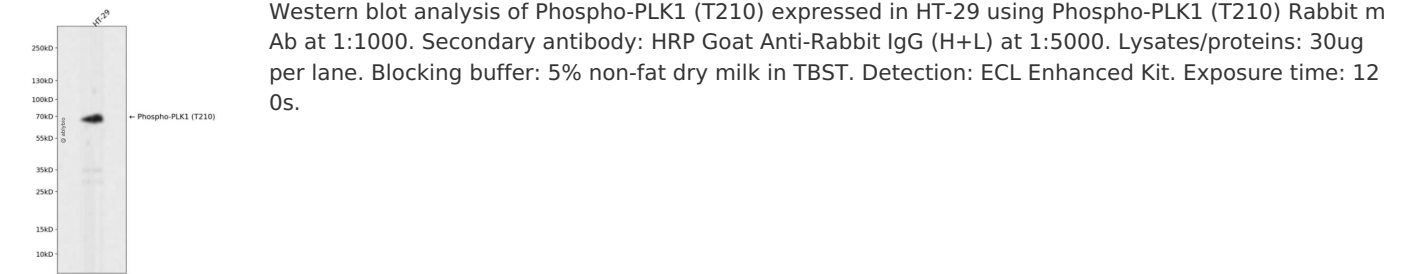 HT-29
250kD
130kD
100kD
70kD
55kD
35kD
25kD
15kD
10kD
← Phospho-PLK1 (T210)
Western blot analysis of Phospho-PLK1 (T210) expressed in HT-29 using Phospho-PLK1 (T210) Rabbit m
Ab at 1:1000. Secondary antibody: HRP Goat Anti-Rabbit IgG (H+L) at 1:5000. Lysates/proteins: 30ug
per lane. Blocking buffer: 5% non-fat dry milk in TBST. Detection: ECL Enhanced Kit. Exposure time: 12
0s.